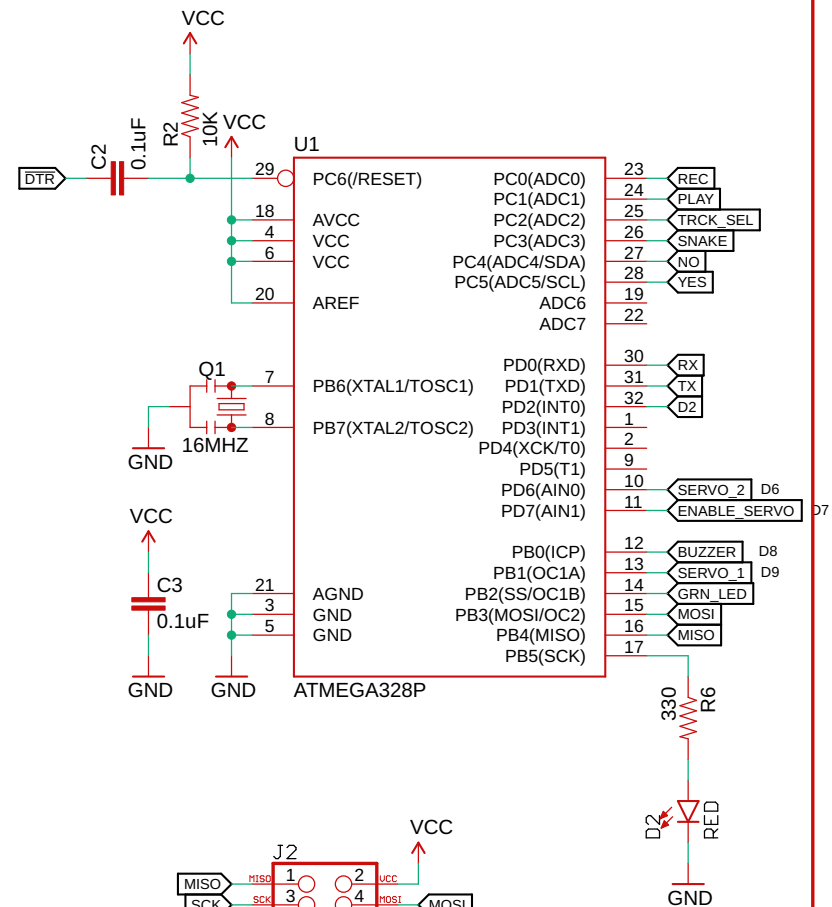 VCC
C2
0.1uF
R2
10K
VCC
U1
DTR
29 PC6(/RESET) PC0(ADC0) 23 REC
PC1(ADC1) 24 PLAY
18 AVCC PC2(ADC2) 25 TRCK_SEL
4 VCC PC3(ADC3) 26 SNAKE
6 VCC PC4(ADC4/SDA) 27 NO
PC5(ADC5/SCL) 28 YES
20 AREF ADC6 19
ADC7 22
PD0(RXD) 30 RX
Q1
7 PB6(XTAL1/TOSC1) PD1(TXD) 31 TX
PD2(INT0) 32 D2
8 PB7(XTAL2/TOSC2) PD3(INT1) 1
16MHZ
PD4(XCK/T0) 2
GND
PD5(T1) 9
PD6(AIN0) 10 SERVO_2 D6
PD7(AIN1) 11 ENABLE_SERVO D7
VCC
PB0(ICP) 12 BUZZER D8
PB1(OC1A) 13 SERVO_1 D9
C3
0.1uF
21 AGND PB2(SS/OC1B) 14 GRN_LED
3 GND PB3(MOSI/OC2) 15 MOSI
5 GND PB4(MISO) 16 MISO
PB5(SCK) 17
GND
GND
ATMEGA328P
330
R6
D2
RED
GND
VCC
J2
MISO MISO 1 2 VCC
SCK SCK 3 4 MOSI MOSI